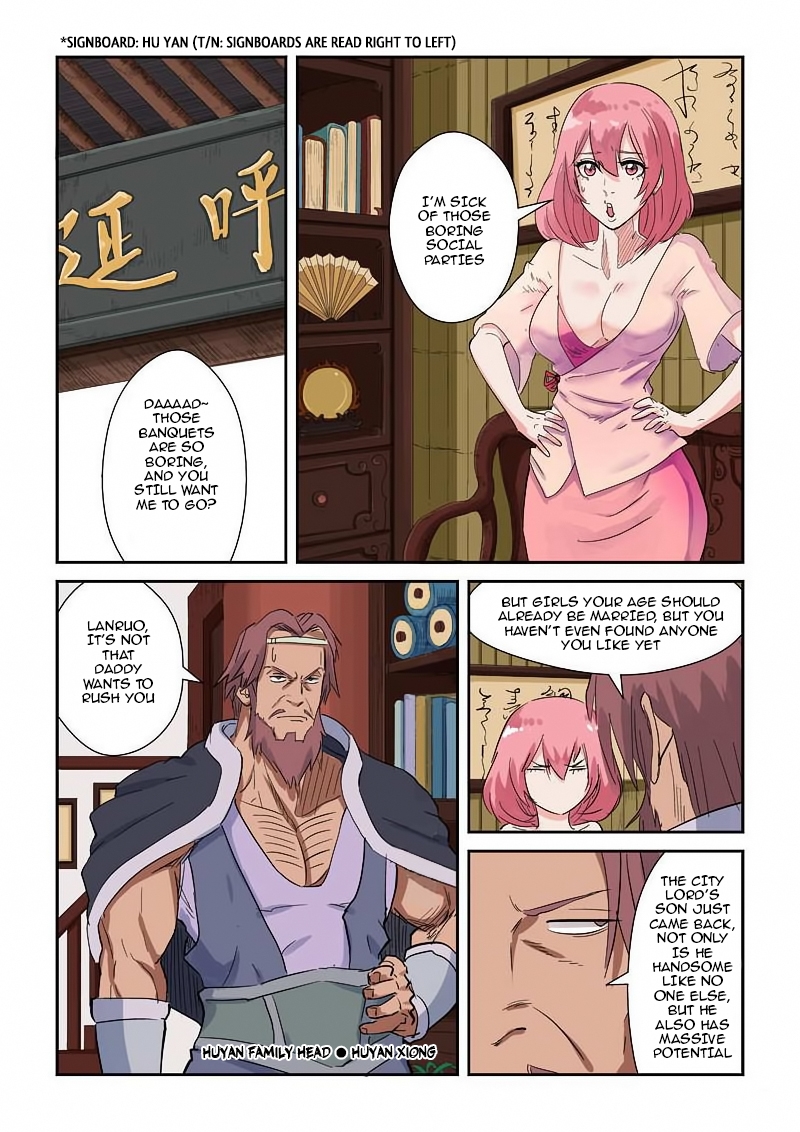 *SIGNBOARD: HU YAN (T/N: SIGNBOARDS ARE READ RIGHT TO LEFT)
呼延
DAAAAD~
THOSE
BANQUETS
ARE SO
BORING,
AND YOU
STILL WANT
ME TO GO?
I'M SICK
OF THOSE
BORING
SOCIAL
PARTIES
LANRUO,
IT'S NOT
THAT
DADDY
WANTS TO
RUSH YOU
HUYAN FAMILY HEAD ● HUYAN XIONG
BUT GIRLS YOUR AGE SHOULD
ALREADY BE MARRIED, BUT YOU
HAVEN'T EVEN FOUND ANYONE
YOU LIKE YET
THE CITY
LORD'S
SON JUST
CAME BACK,
NOT ONLY
IS HE
HANDSOME
LIKE NO
ONE ELSE,
BUT HE
ALSO HAS
MASSIVE
POTENTIAL